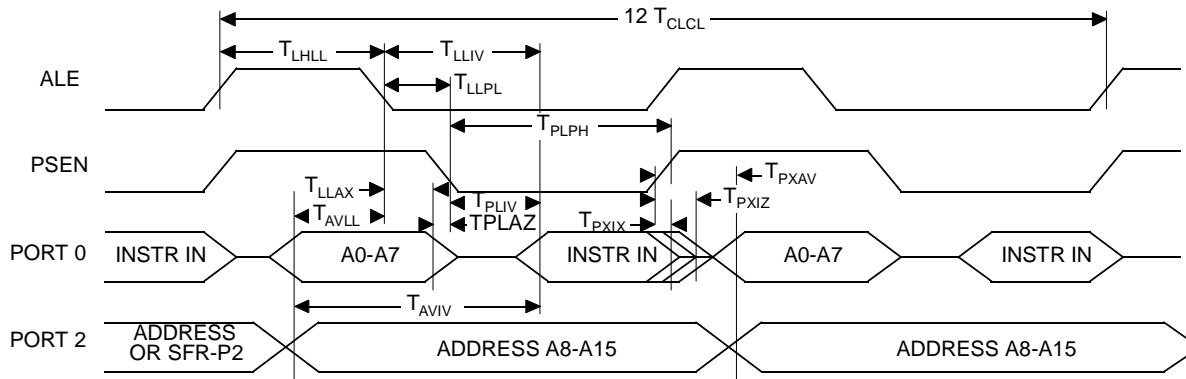 12 TCLCL
TLHLL TLLIV
ALE
TLLPL
TPLPH
PSEN
TLLAX TPXAV
TPLIV TPXIZ
TAVLL TPLAZ TPXIX
PORT 0 INSTR IN A0-A7 INSTR IN A0-A7 INSTR IN
TAVIV
PORT 2 ADDRESS OR SFR-P2 ADDRESS A8-A15 ADDRESS A8-A15